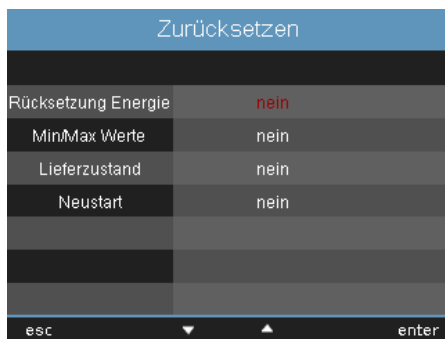 Zurücksetzen
Rücksetzung Energie nein
Min/Max Werte nein
Lieferzustand nein
Neustart nein
esc enter